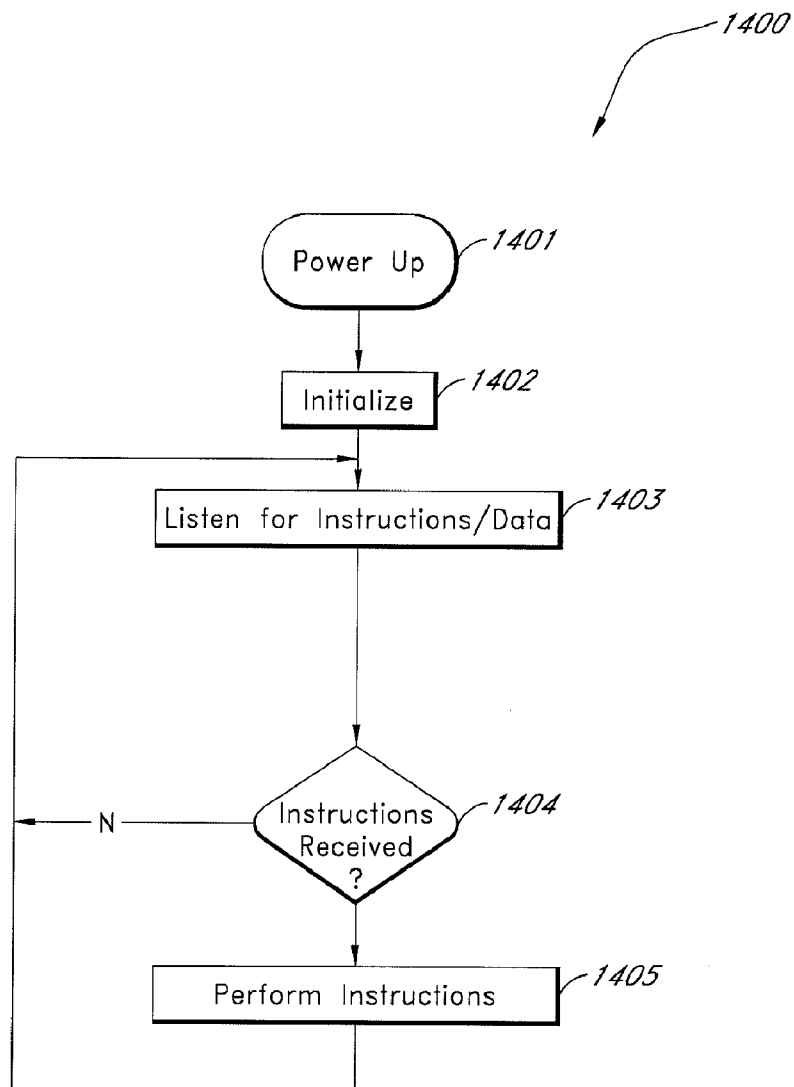 1400
Power Up
1401
Initialize
1402
Listen for Instructions/Data
1403
Instructions
Received
?
1404
N
Perform Instructions
1405